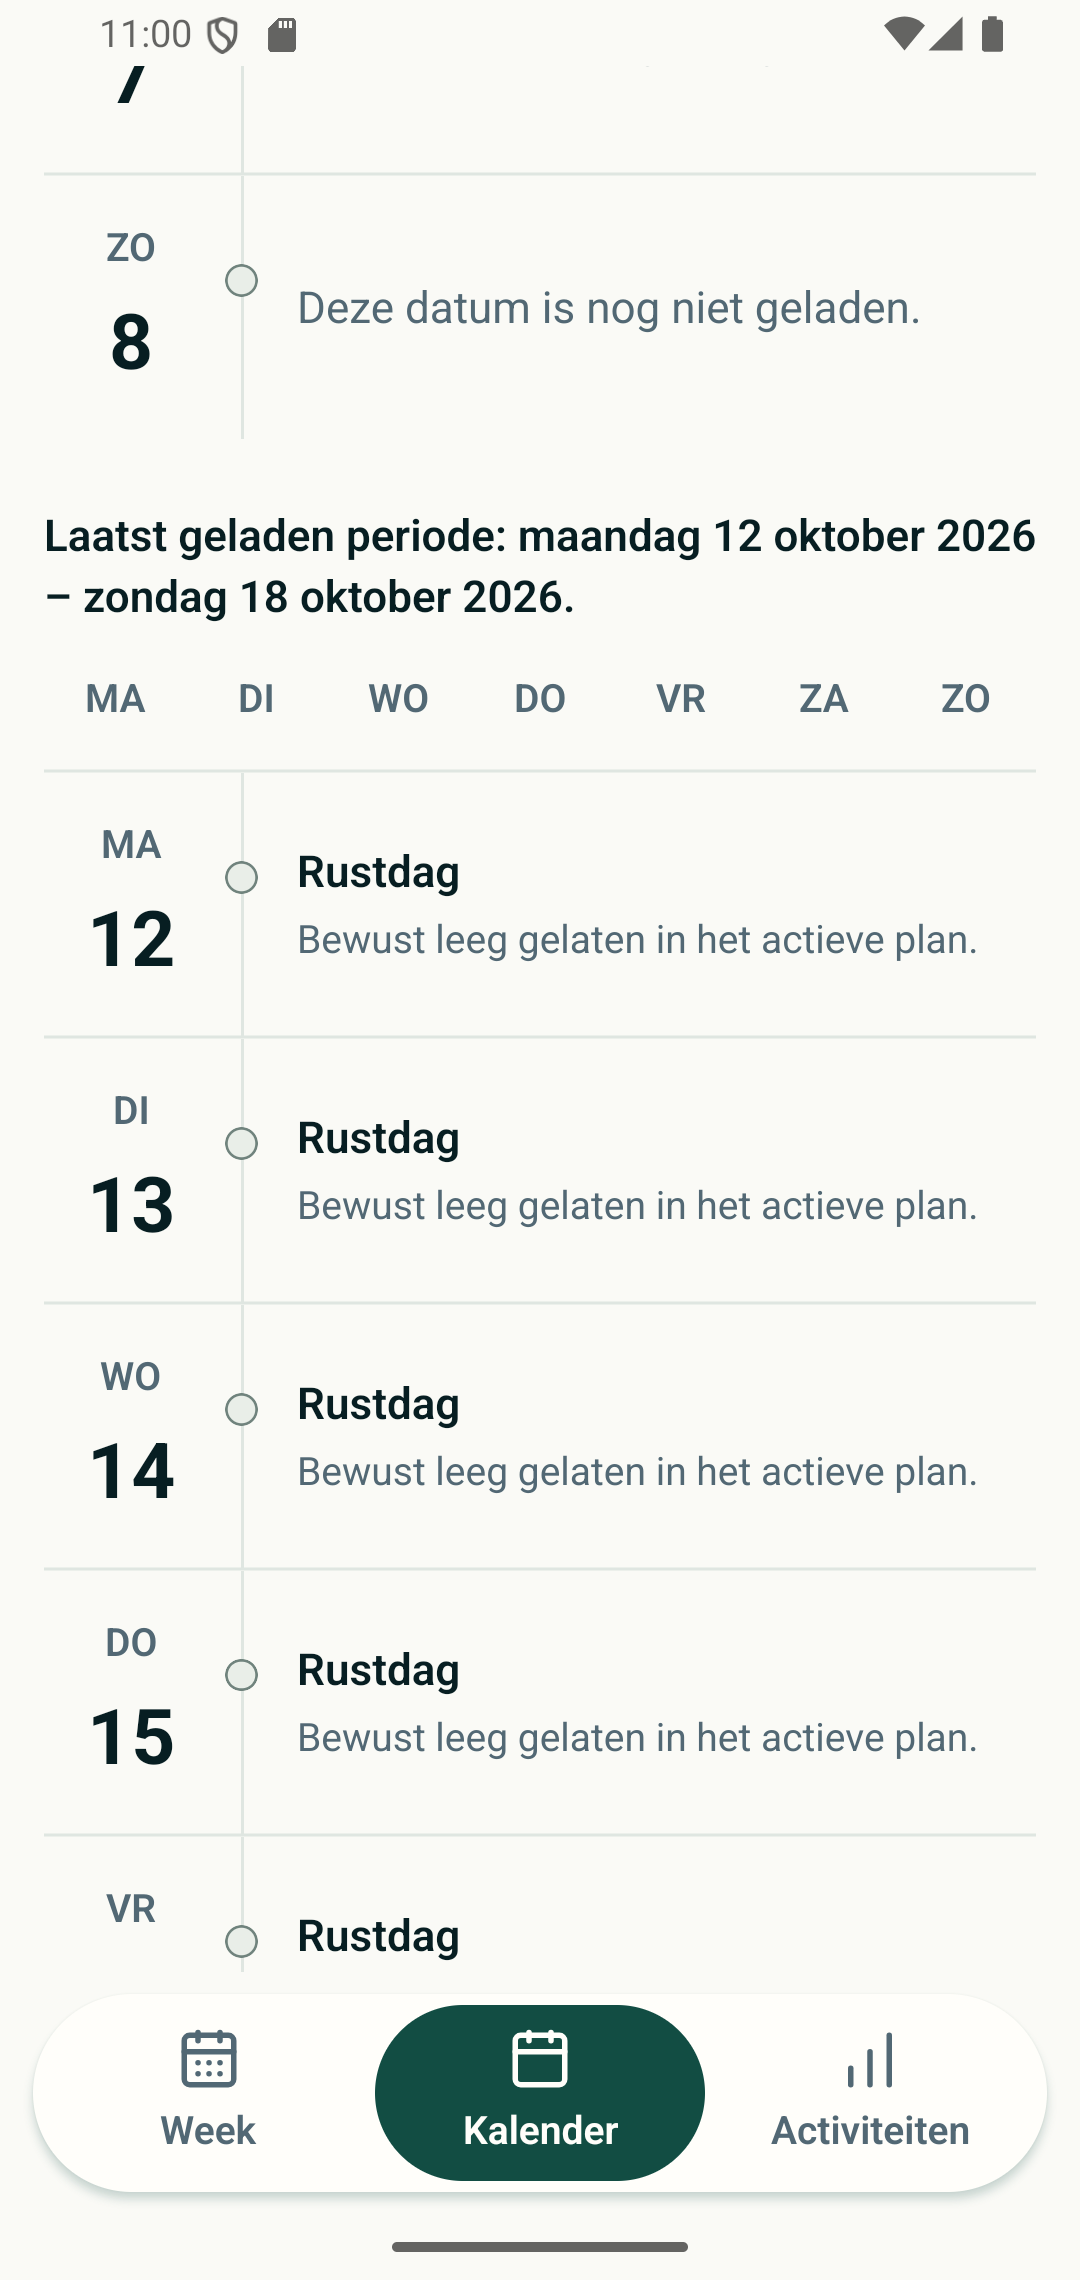 11:00
7
ZO
8
Deze datum is nog niet geladen.
Laatst geladen periode: maandag 12 oktober 2026
– zondag 18 oktober 2026.
MA DI WO DO VR ZA ZO
MA
12
Rustdag
Bewust leeg gelaten in het actieve plan.
DI
13
Rustdag
Bewust leeg gelaten in het actieve plan.
WO
14
Rustdag
Bewust leeg gelaten in het actieve plan.
DO
15
Rustdag
Bewust leeg gelaten in het actieve plan.
VR
Rustdag
Week Kalender Activiteiten